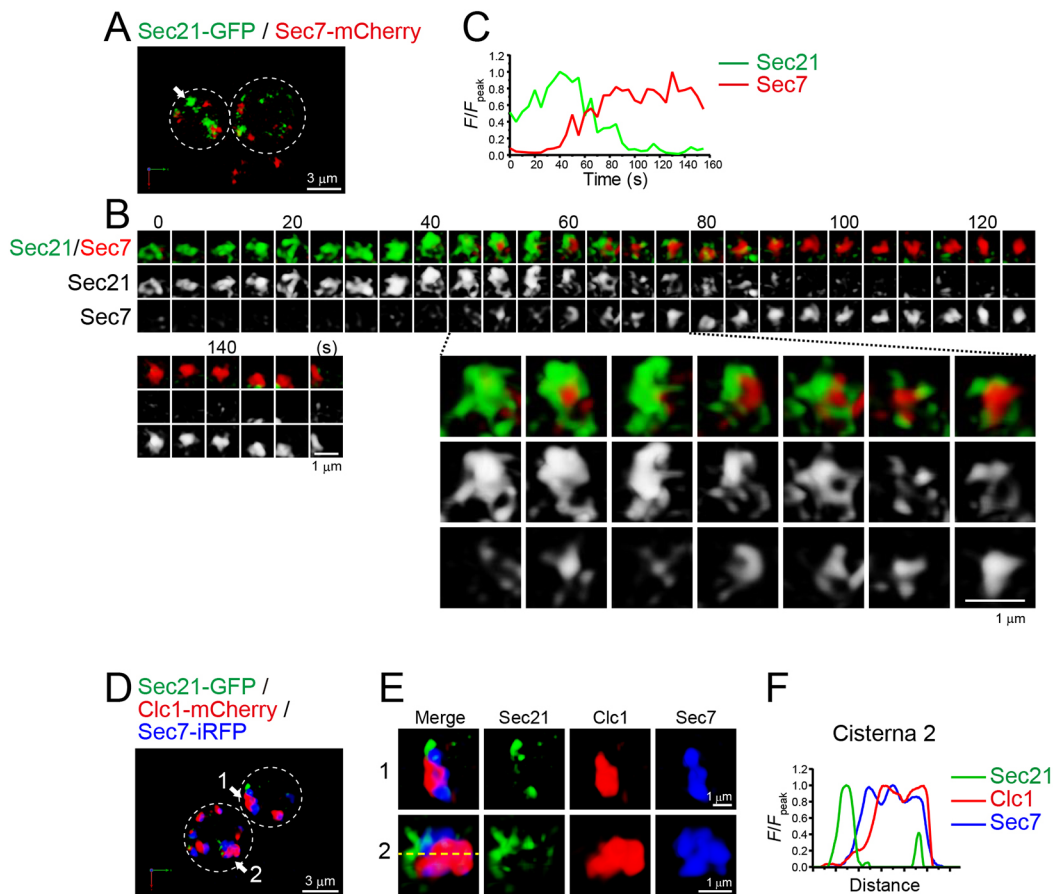 A Sec21-GFP / Sec7-mCherry
3 μm
C
Sec21
Sec7
F/Fpeak
1.2
1.0
0.8
0.6
0.4
0.2
0.0
0 20 40 60 80 100 120 140 160
Time (s)
B
0 20 40 60 80 100 120
Sec21/Sec7
Sec21
Sec7
140 (s)
1 μm
1 μm
D Sec21-GFP /
Clc1-mCherry /
Sec7-iRFP
1
2
3 μm
E
Merge Sec21 Clc1 Sec7
1
1 μm
2
1 μm
F
Cisterna 2
Sec21
Clc1
Sec7
F/Fpeak
1.2
1.0
0.8
0.6
0.4
0.2
0.0
Distance